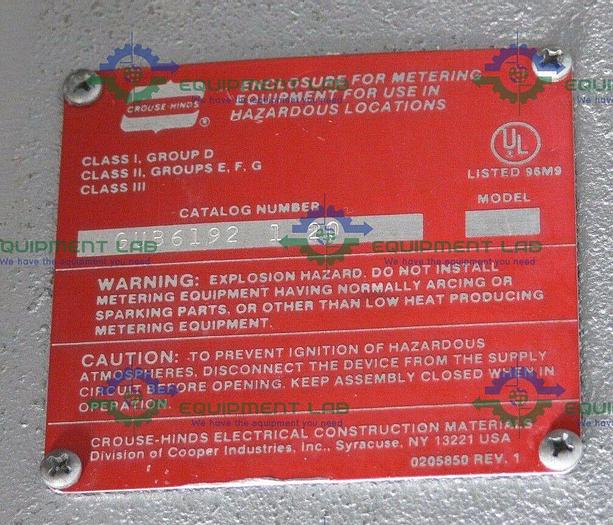 ENCLOSURE FOR METERING
EQUIPMENT FOR USE IN
HAZARDOUS LOCATIONS
CROUSE-HINDS
®
UL
®
LISTED 96M9
CLASS I, GROUP D
CLASS II, GROUPS E, F, G
CLASS III
CATALOG NUMBER
MODEL
6192 1 20
WARNING: EXPLOSION HAZARD. DO NOT INSTALL
METERING EQUIPMENT HAVING NORMALLY ARCING OR
SPARKING PARTS, OR OTHER THAN LOW HEAT PRODUCING
METERING EQUIPMENT.
CAUTION: TO PREVENT IGNITION OF HAZARDOUS
ATMOSPHERES, DISCONNECT THE DEVICE FROM THE SUPPLY
CIRCUIT BEFORE OPENING. KEEP ASSEMBLY CLOSED WHEN IN
OPERATION.
CROUSE-HINDS ELECTRICAL CONSTRUCTION MATERIALS
Division of Cooper Industries, Inc., Syracuse, NY 13221 USA
0205850 REV. 1
EQUIPMENT LAB
We have the equipment you need